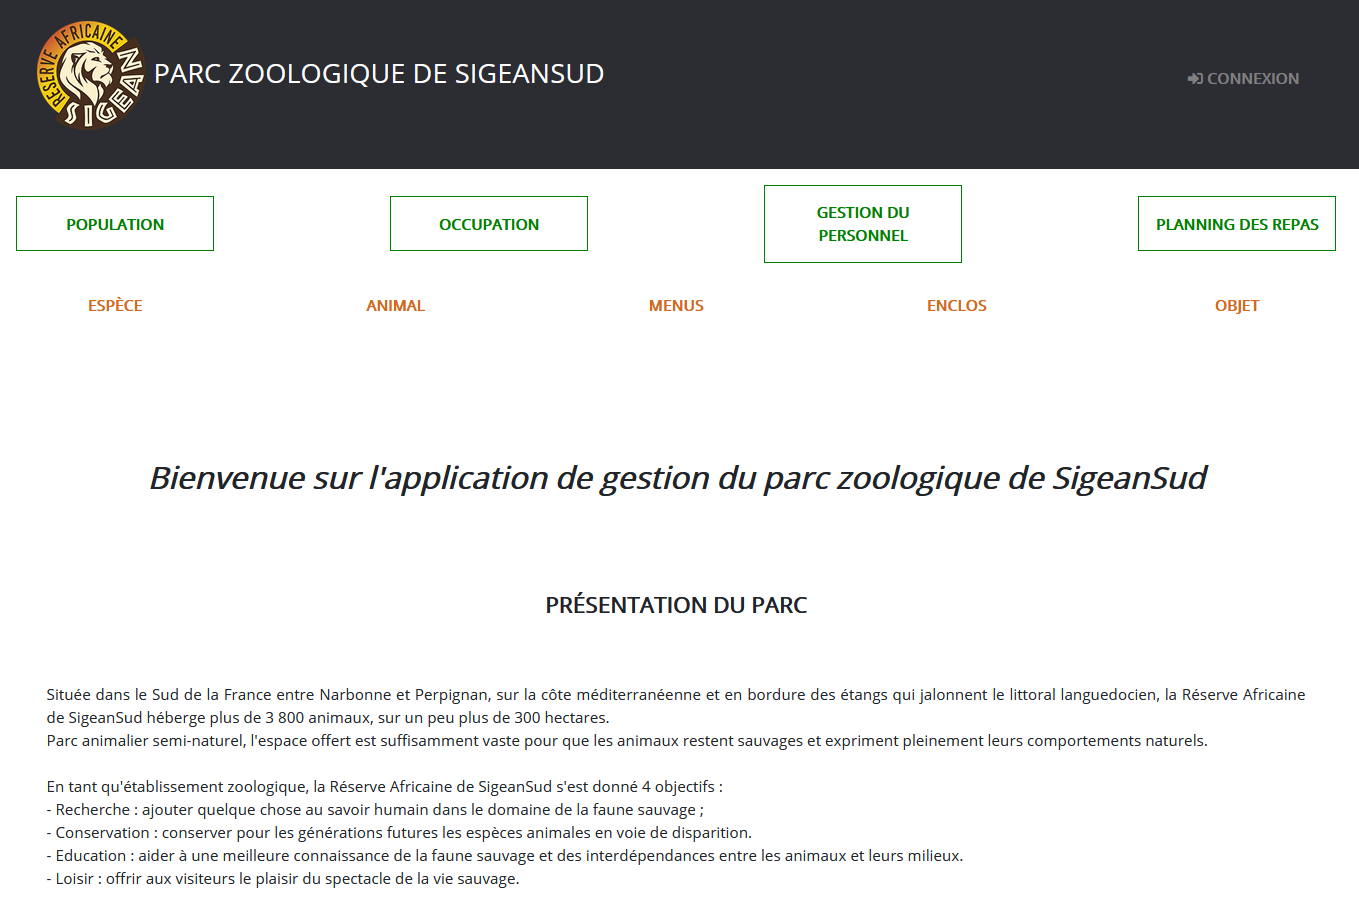 RÉSERVE AFRICAINE
SIGEAN
PARC ZOOLOGIQUE DE SIGEANSUD
CONNEXION
POPULATION
OCCUPATION
GESTION DU
PERSONNEL
PLANNING DES REPAS
ESPÈCE
ANIMAL
MENUS
ENCLOS
OBJET
Bienvenue sur l'application de gestion du parc zoologique de SigeanSud
PRÉSENTATION DU PARC
Située dans le Sud de la France entre Narbonne et Perpignan, sur la côte méditerranéenne et en bordure des étangs qui jalonnent le littoral languedocien, la Réserve Africaine
de SigeanSud héberge plus de 3 800 animaux, sur un peu plus de 300 hectares.
Parc animalier semi-naturel, l'espace offert est suffisamment vaste pour que les animaux restent sauvages et expriment pleinement leurs comportements naturels.
En tant qu'établissement zoologique, la Réserve Africaine de SigeanSud s'est donné 4 objectifs :
- Recherche : ajouter quelque chose au savoir humain dans le domaine de la faune sauvage ;
- Conservation : conserver pour les générations futures les espèces animales en voie de disparition.
- Education : aider à une meilleure connaissance de la faune sauvage et des interdépendances entre les animaux et leurs milieux.
- Loisir : offrir aux visiteurs le plaisir du spectacle de la vie sauvage.